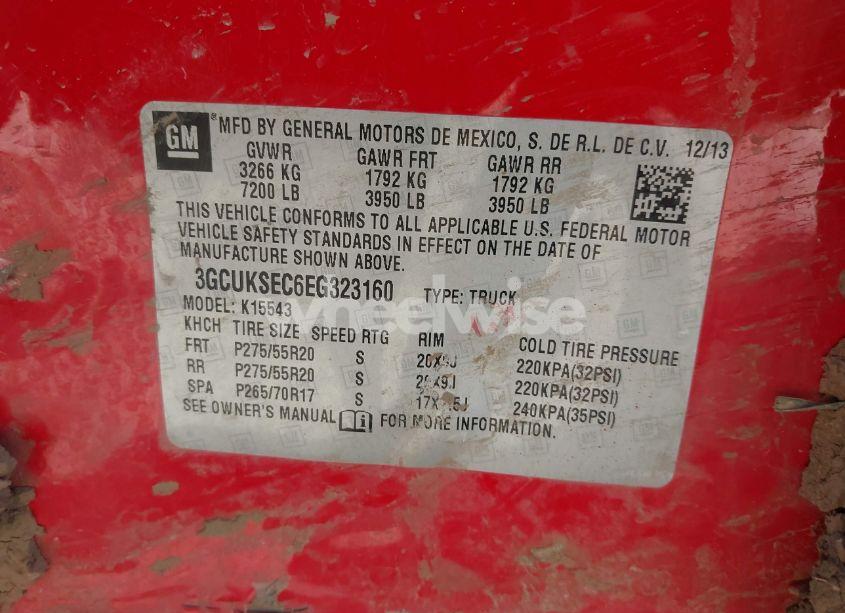 GM ® MFD BY GENERAL MOTORS DE MEXICO, S. DE R.L. DE C.V. 12/13
GVWR GAWR FRT GAWR RR
3266 KG 1792 KG 1792 KG
7200 LB 3950 LB 3950 LB
THIS VEHICLE CONFORMS TO ALL APPLICABLE U.S. FEDERAL MOTOR
VEHICLE SAFETY STANDARDS IN EFFECT ON THE DATE OF
MANUFACTURE SHOWN ABOVE.
3GCUKSEC6EG323160 TYPE: TRUCK
MODEL: K15543
wheelwise
KHCH TIRE SIZE SPEED RTG RIM COLD TIRE PRESSURE
FRT P275/55R20 S 20X9J 220KPA(32PSI)
RR P275/55R20 S 220KPA(32PSI)
SPA P265/70R17 S 240KPA(35PSI)
SEE OWNER'S MANUAL FOR MORE INFORMATION.